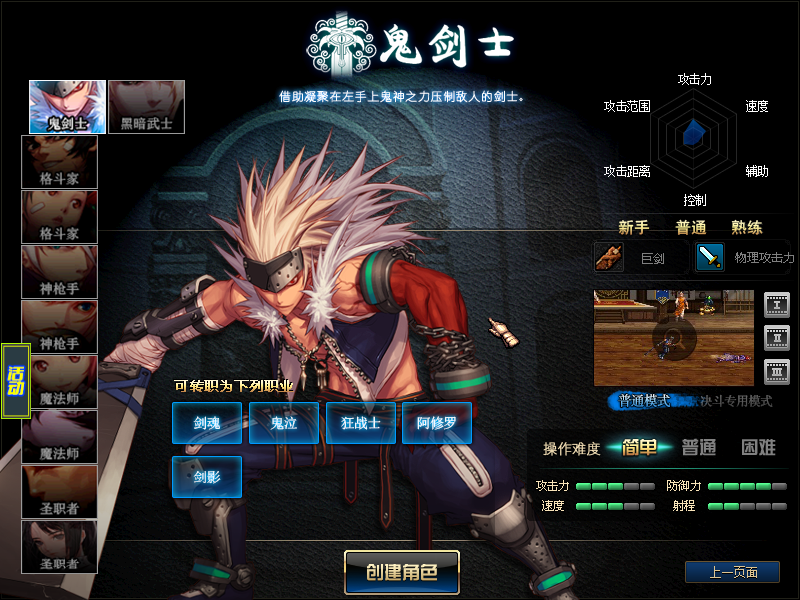 鬼剑士
借助凝聚在左手上鬼神之力压制敌人的剑士。
鬼剑士
黑暗武士
格斗家
格斗家
神枪手
神枪手
魔法师
魔法师
圣职者
圣职者
活动
可转职为下列职业
剑魂
鬼泣
狂战士
阿修罗
剑影
创建角色
攻击力
攻击范围
速度
攻击距离
辅助
控制
新手 普通 熟练
巨剑
物理攻击力
I
II
III
普通模式
决斗专用模式
操作难度 简单 普通 困难
攻击力 防御力
速度 射程
上一页面